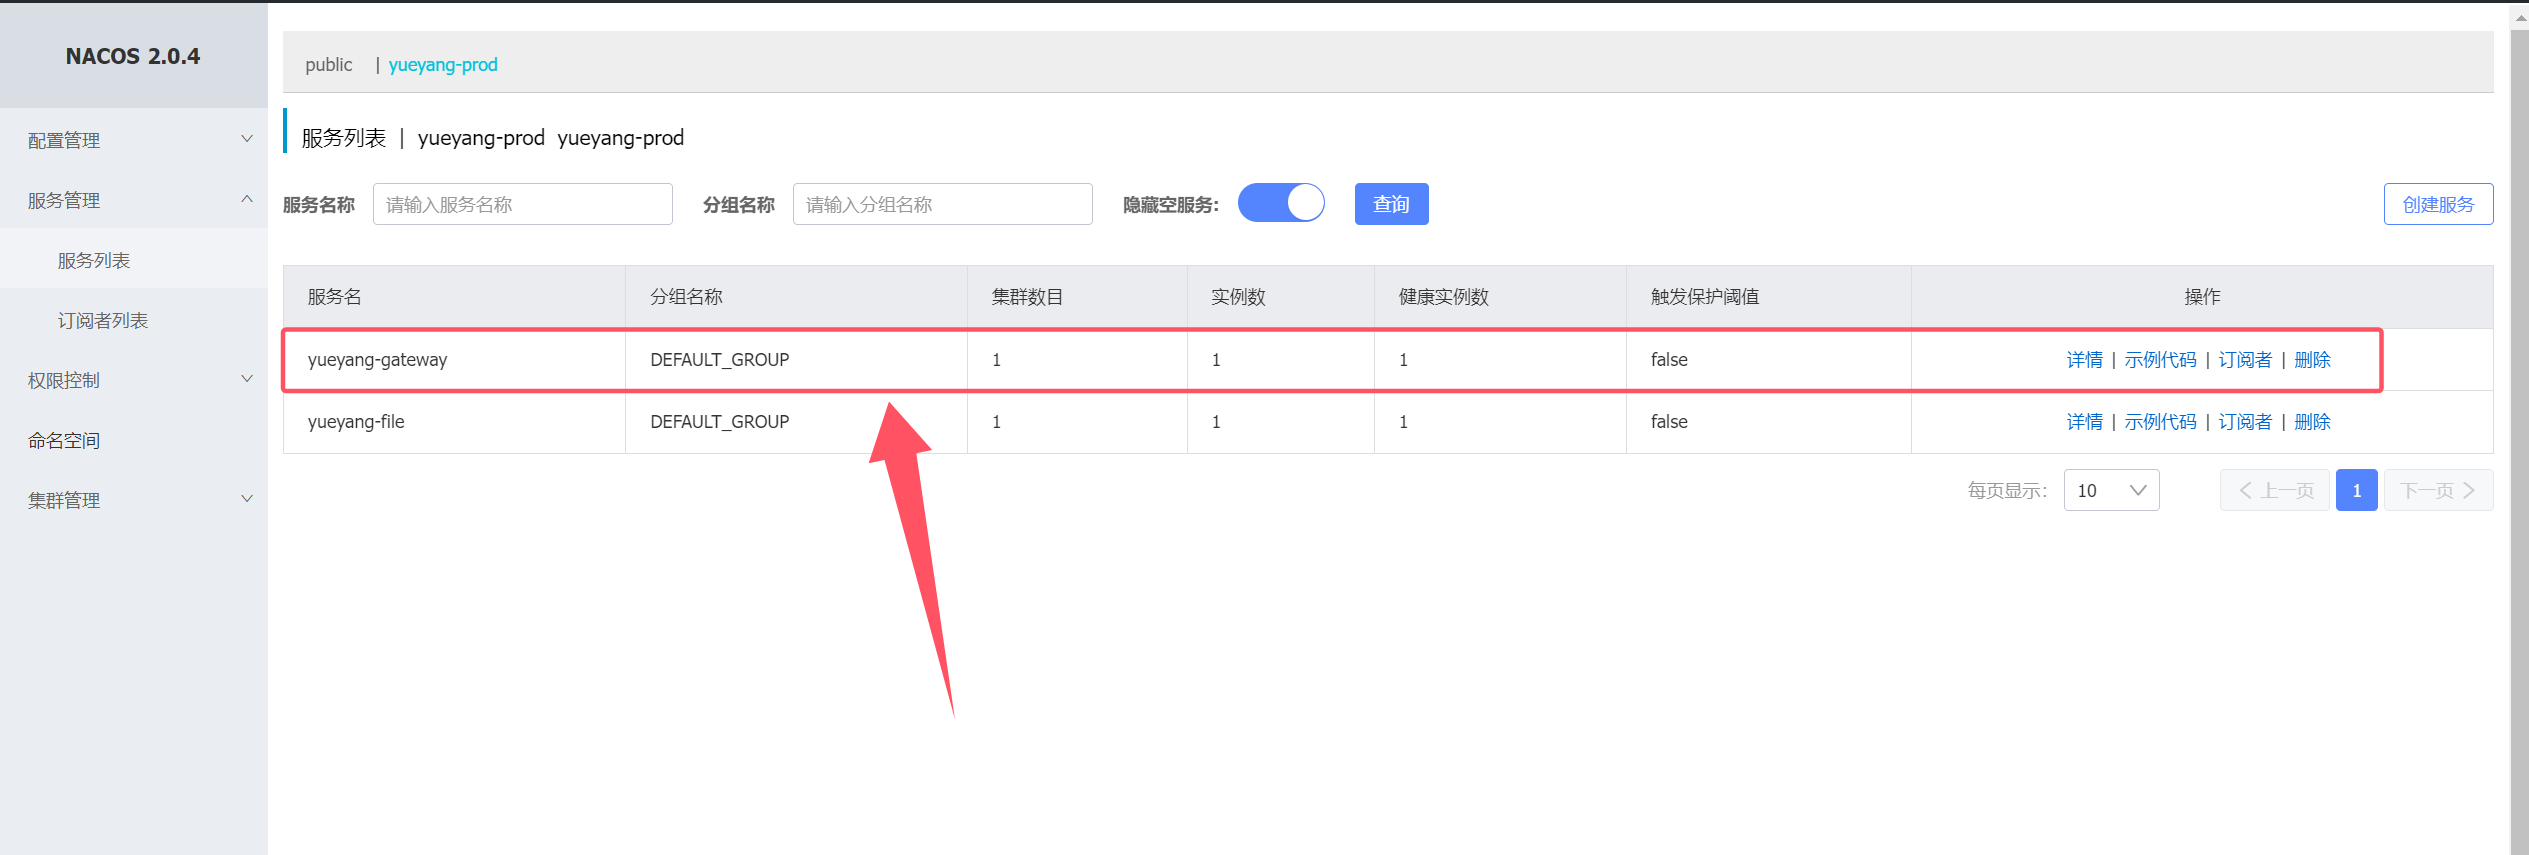 NACOS 2.0.4
配置管理
服务管理
服务列表
订阅者列表
权限控制
命名空间
集群管理
public | yueyang-prod
服务列表 | yueyang-prod yueyang-prod
服务名称 请输入服务名称 分组名称 请输入分组名称 隐藏空服务: 查询 创建服务
服务名 分组名称 集群数目 实例数 健康实例数 触发保护阈值 操作
yueyang-gateway DEFAULT_GROUP 1 1 1 false 详情 | 示例代码 | 订阅者 | 删除
yueyang-file DEFAULT_GROUP 1 1 1 false 详情 | 示例代码 | 订阅者 | 删除
每页显示: 10 上一页 1 下一页